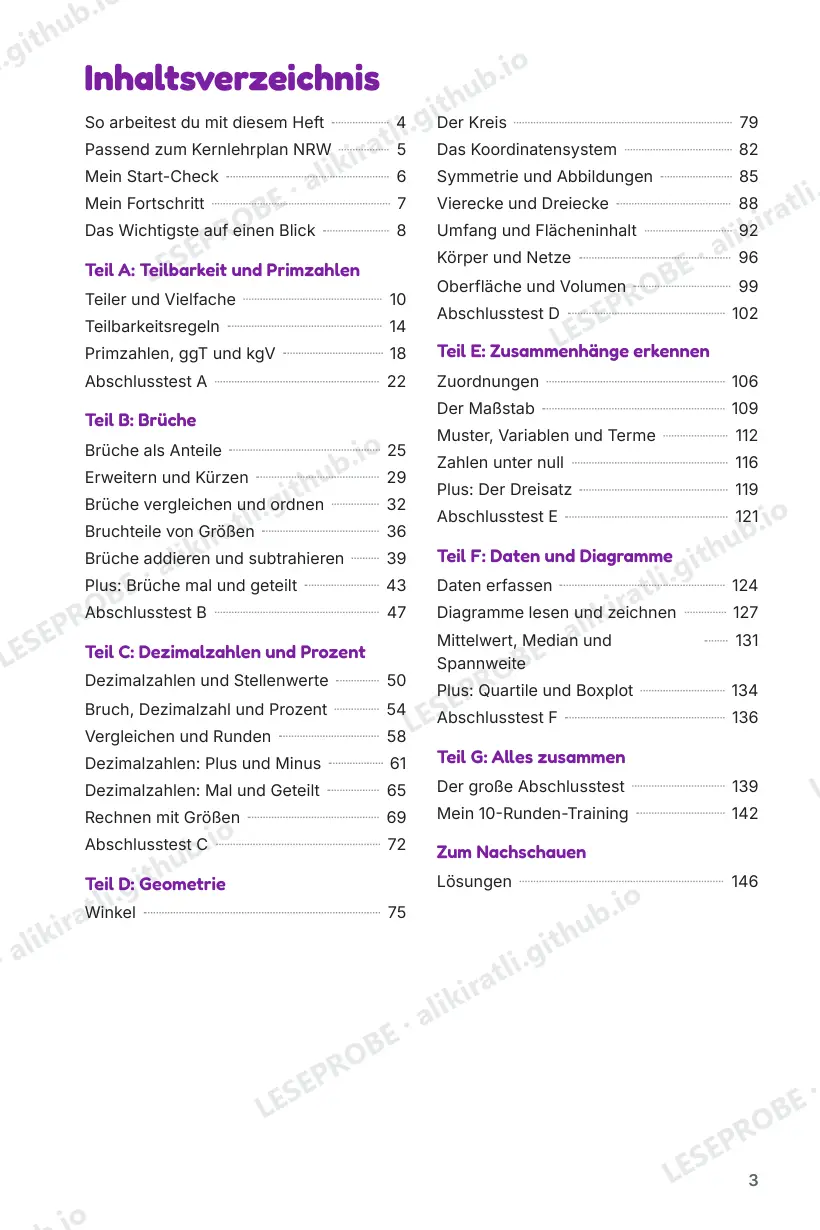 Inhaltsverzeichnis
So arbeitest du mit diesem Heft 4
Passend zum Kernlehrplan NRW 5
Mein Start-Check 6
Mein Fortschritt 7
Das Wichtigste auf einen Blick 8
Teil A: Teilbarkeit und Primzahlen
Teiler und Vielfache 10
Teilbarkeitsregeln 14
Primzahlen, ggT und kgV 18
Abschlusstest A 22
Teil B: Brüche
Brüche als Anteile 25
Erweitern und Kürzen 29
Brüche vergleichen und ordnen 32
Bruchteile von Größen 36
Brüche addieren und subtrahieren 39
Plus: Brüche mal und geteilt 43
Abschlusstest B 47
Teil C: Dezimalzahlen und Prozent
Dezimalzahlen und Stellenwerte 50
Bruch, Dezimalzahl und Prozent 54
Vergleichen und Runden 58
Dezimalzahlen: Plus und Minus 61
Dezimalzahlen: Mal und Geteilt 65
Rechnen mit Größen 69
Abschlusstest C 72
Teil D: Geometrie
Winkel 75
Der Kreis 79
Das Koordinatensystem 82
Symmetrie und Abbildungen 85
Vierecke und Dreiecke 88
Umfang und Flächeninhalt 92
Körper und Netze 96
Oberfläche und Volumen 99
Abschlusstest D 102
Teil E: Zusammenhänge erkennen
Zuordnungen 106
Der Maßstab 109
Muster, Variablen und Terme 112
Zahlen unter null 116
Plus: Der Dreisatz 119
Abschlusstest E 121
Teil F: Daten und Diagramme
Daten erfassen 124
Diagramme lesen und zeichnen 127
Mittelwert, Median und 131
Spannweite
Plus: Quartile und Boxplot 134
Abschlusstest F 136
Teil G: Alles zusammen
Der große Abschlusstest 139
Mein 10-Runden-Training 142
Zum Nachschauen
Lösungen 146
3
LESEPROBE · alikiratli.github.io